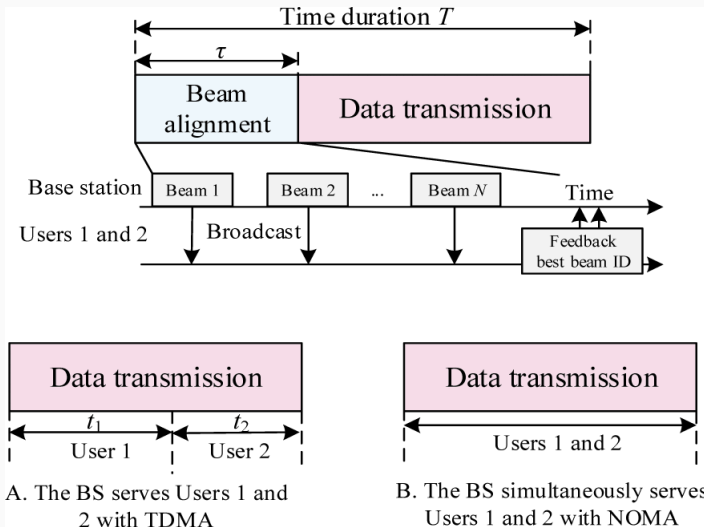 Time duration T
τ
Beam
alignment
Data transmission
Base station
Beam 1
Beam 2
...
Beam N
Time
Users 1 and 2
Broadcast
Feedback
best beam ID
Data transmission
t1
t2
User 1
User 2
A. The BS serves Users 1 and
2 with TDMA
Data transmission
Users 1 and 2
B. The BS simultaneously serves
Users 1 and 2 with NOMA